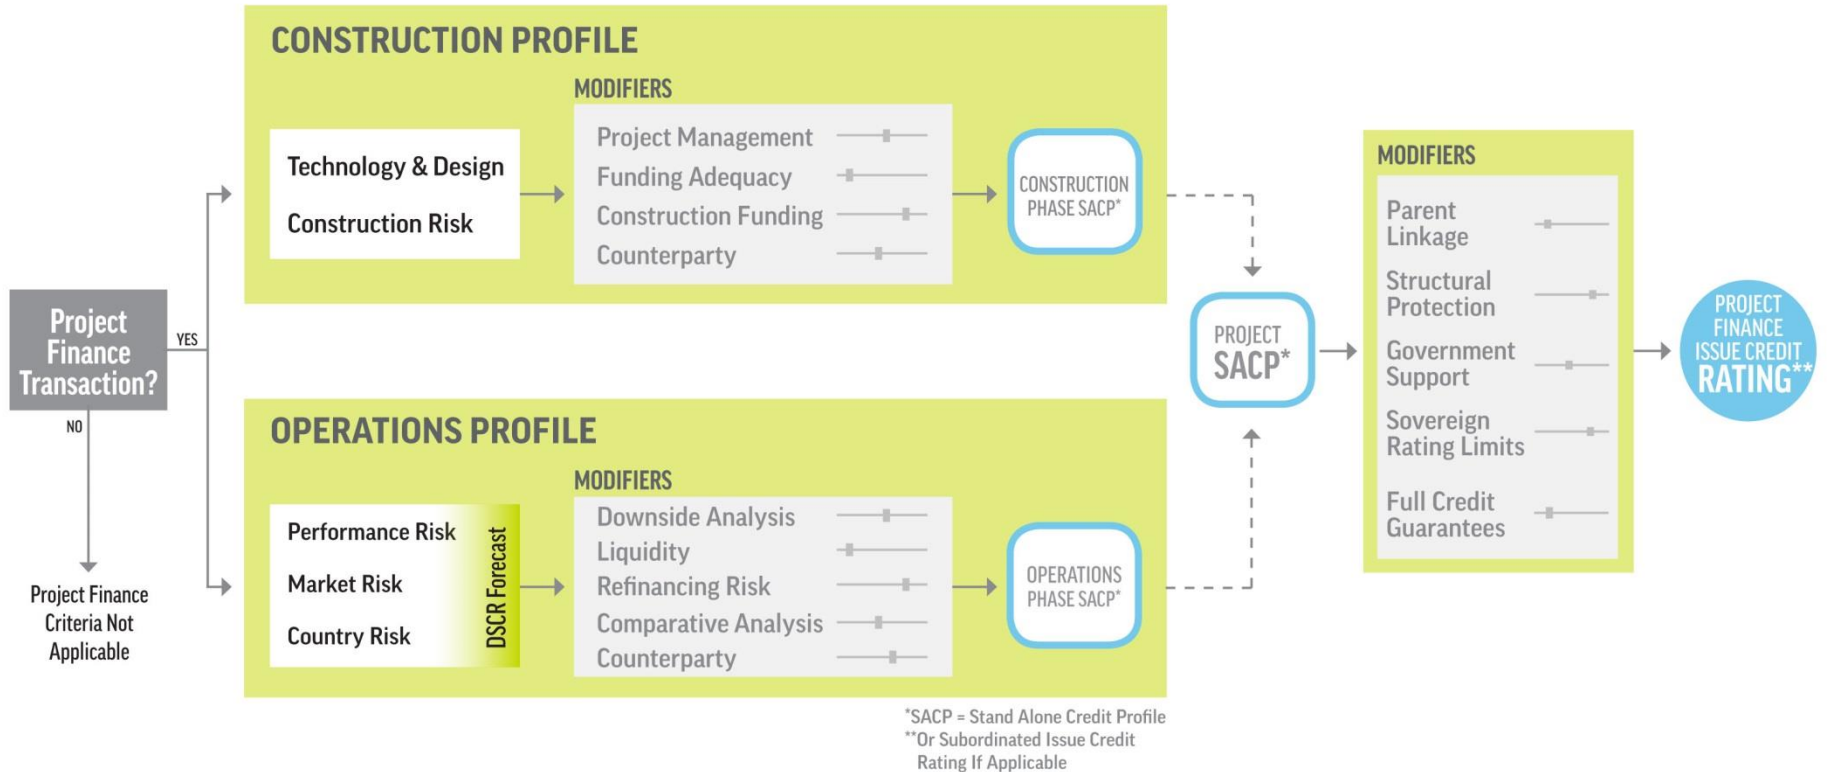 Project
Finance
Transaction?
YES
NO
Project Finance
Criteria Not
Applicable
CONSTRUCTION PROFILE
Technology & Design
Construction Risk
MODIFIERS
Project Management
Funding Adequacy
Construction Funding
Counterparty
CONSTRUCTION
PHASE SACP*
OPERATIONS PROFILE
Performance Risk
Market Risk
Country Risk
DSCR Forecast
MODIFIERS
Downside Analysis
Liquidity
Refinancing Risk
Comparative Analysis
Counterparty
OPERATIONS
PHASE SACP*
PROJECT
SACP*
MODIFIERS
Parent
Linkage
Structural
Protection
Government
Support
Sovereign
Rating Limits
Full Credit
Guarantees
PROJECT
FINANCE
ISSUE CREDIT
RATING**
*SACP = Stand Alone Credit Profile
**Or Subordinated Issue Credit
Rating If Applicable